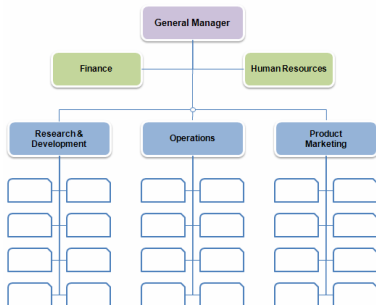 General Manager
Finance
Human Resources
Research &
Development
Operations
Product
Marketing